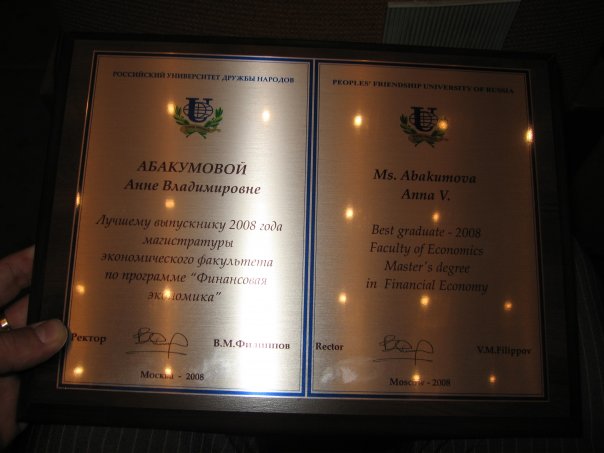 РОССИЙСКИЙ УНИВЕРСИТЕТ ДРУЖБЫ НАРОДОВ
АБАКУМОВОЙ
Анне Владимировне
Лучшему выпускнику 2008 года
магистратуры
экономического факультета
по программе “Финансовая
экономика”
Ректор
В.М.Филиппов
Москва - 2008
PEOPLES' FRIENDSHIP UNIVERSITY OF RUSSIA
Ms. Abakumova
Anna V.
Best graduate - 2008
Faculty of Economics
Master's degree
in Financial Economy
Rector
V.M.Filippov
Moscow - 2008